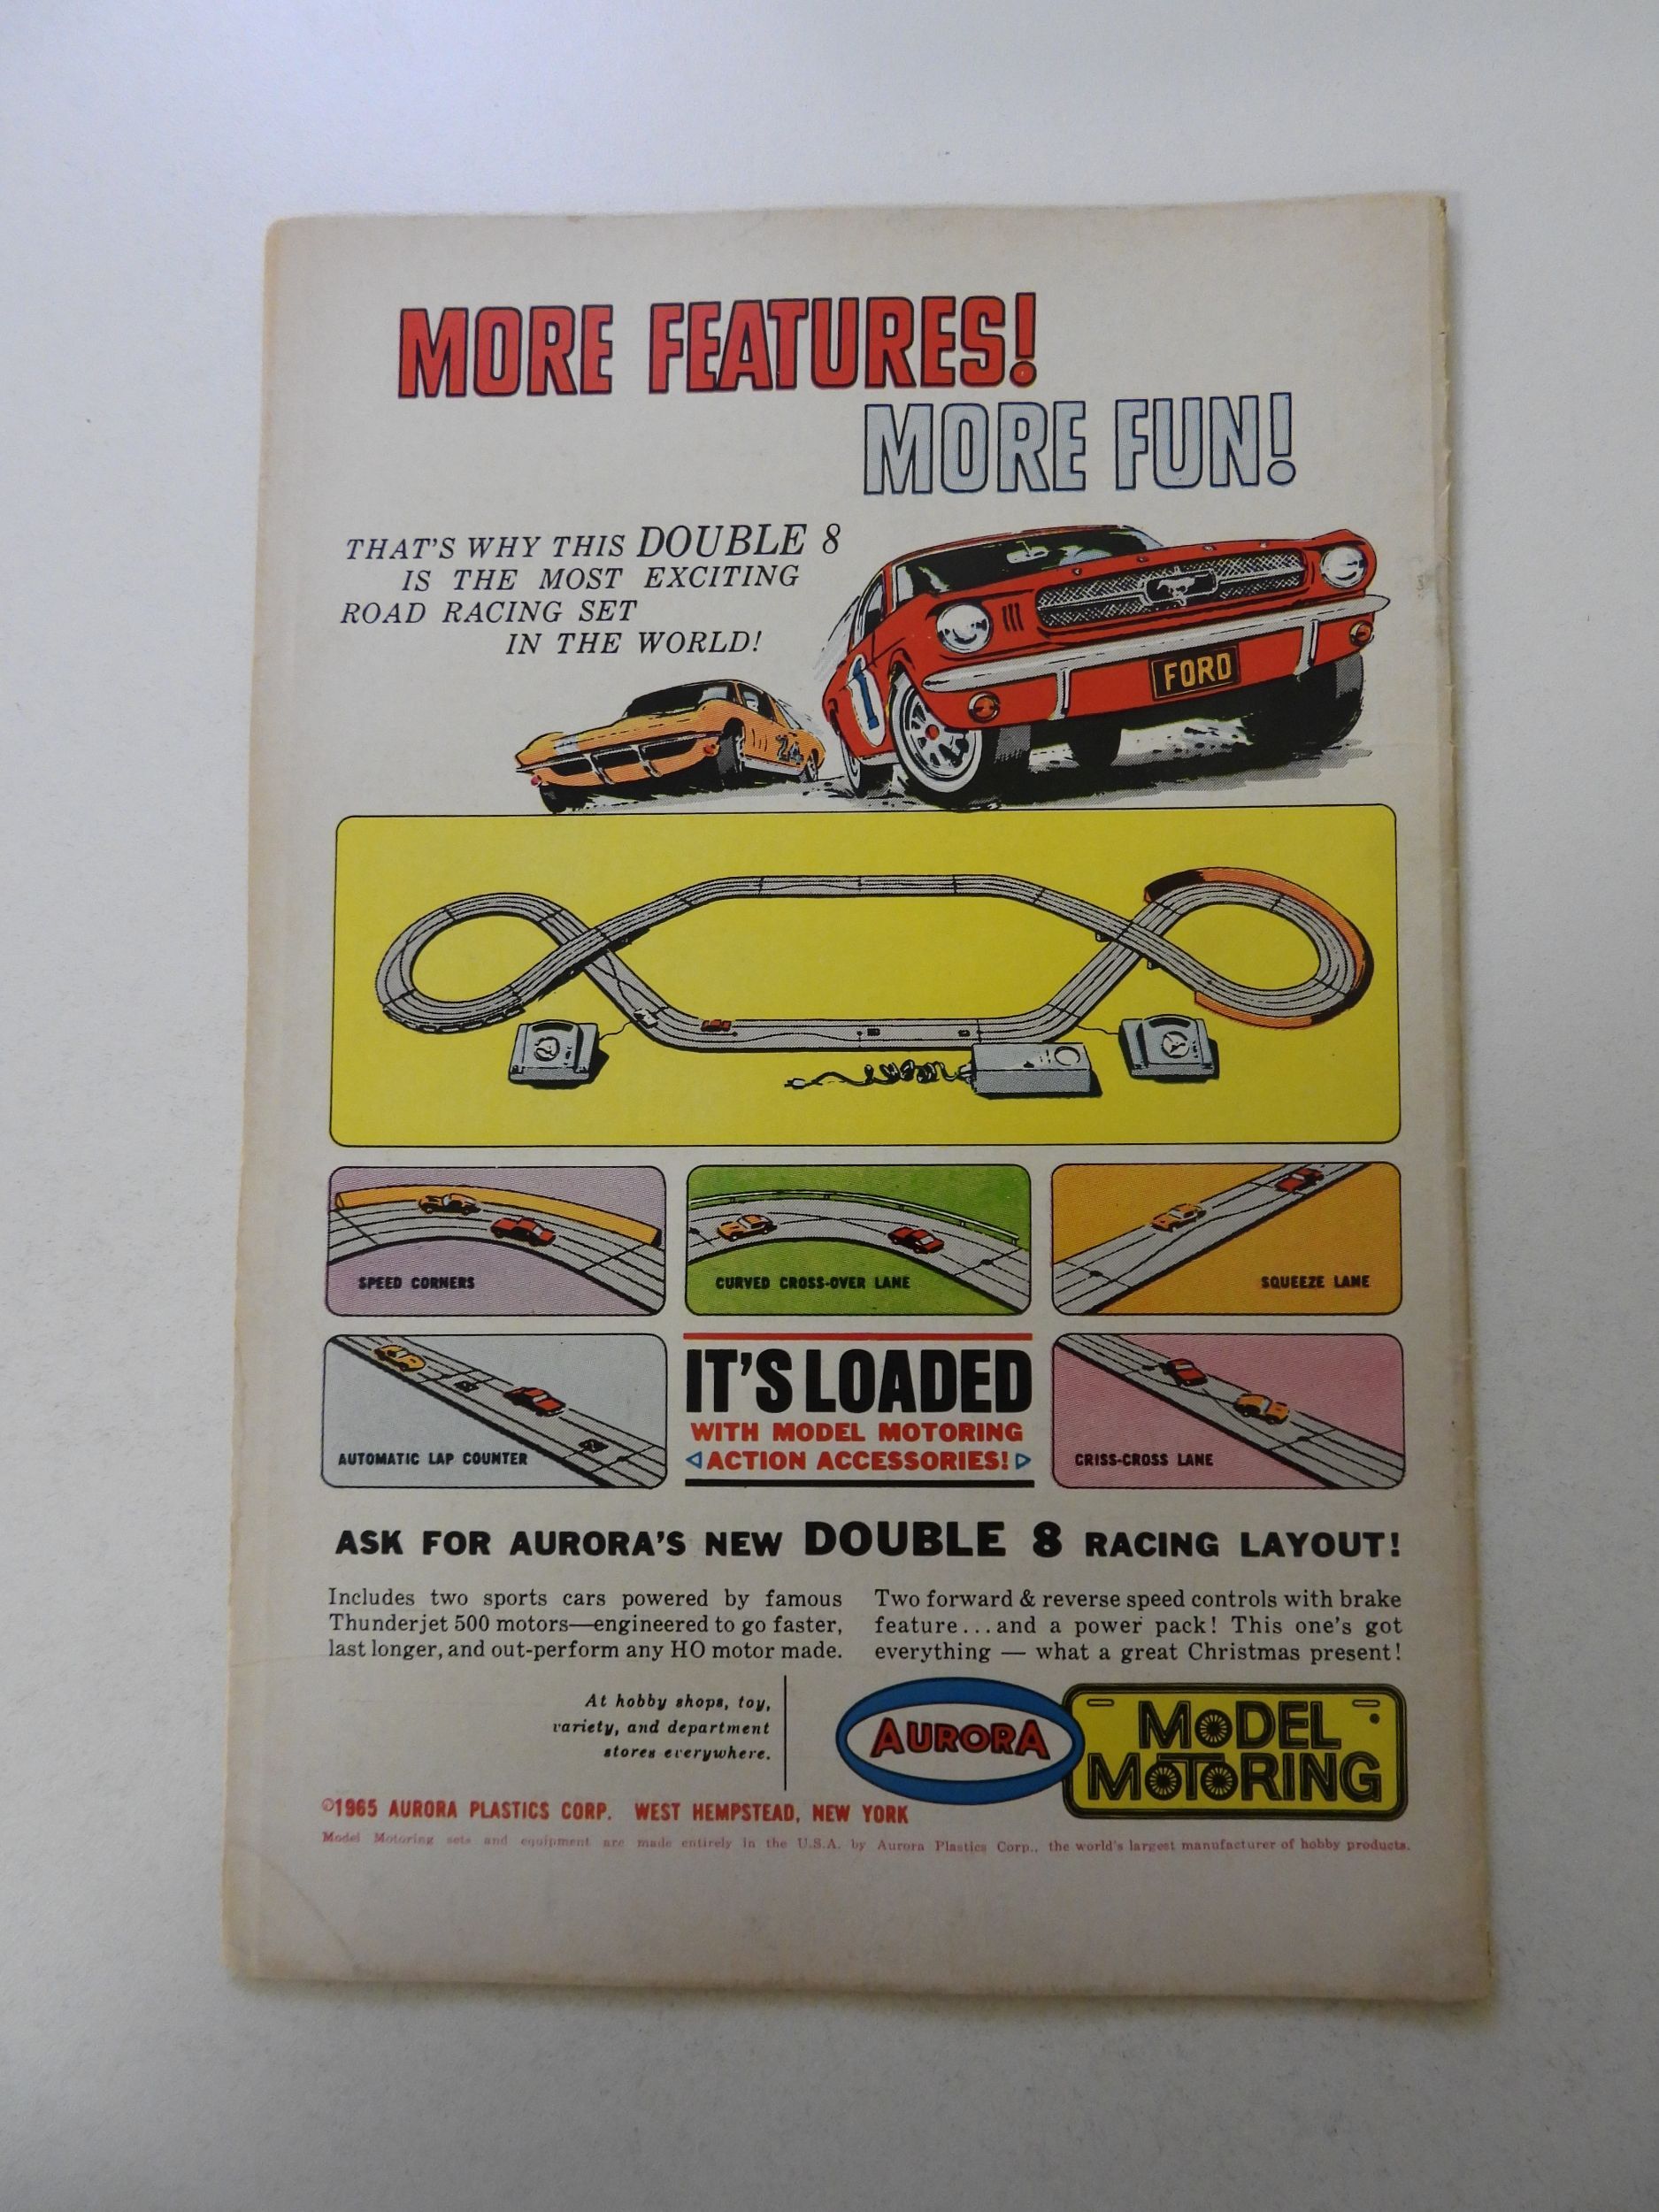 MORE FEATURES!
MORE FUN!
THAT'S WHY THIS DOUBLE 8
IS THE MOST EXCITING
ROAD RACING SET
IN THE WORLD!
1
FORD
SPEED CORNERS
CURVED CROSS-OVER LANE
SQUEEZE LANE
AUTOMATIC LAP COUNTER
IT'S LOADED
WITH MODEL MOTORING
ACTION ACCESSORIES!
CRISS-CROSS LANE
ASK FOR AURORA'S NEW DOUBLE 8 RACING LAYOUT!
Includes two sports cars powered by famous
Thunderjet 500 motors—engineered to go faster,
last longer, and out-perform any HO motor made.
Two forward & reverse speed controls with brake
feature...and a power pack! This one's got
everything — what a great Christmas present!
At hobby shops, toy,
variety, and department
stores everywhere.
AURORA
MODEL
MOTORING
©1965 AURORA PLASTICS CORP. WEST HEMPSTEAD, NEW YORK
Model Motoring sets and equipment are made entirely in the U.S.A. by Aurora Plastics Corp., the world's largest manufacturer of hobby products.